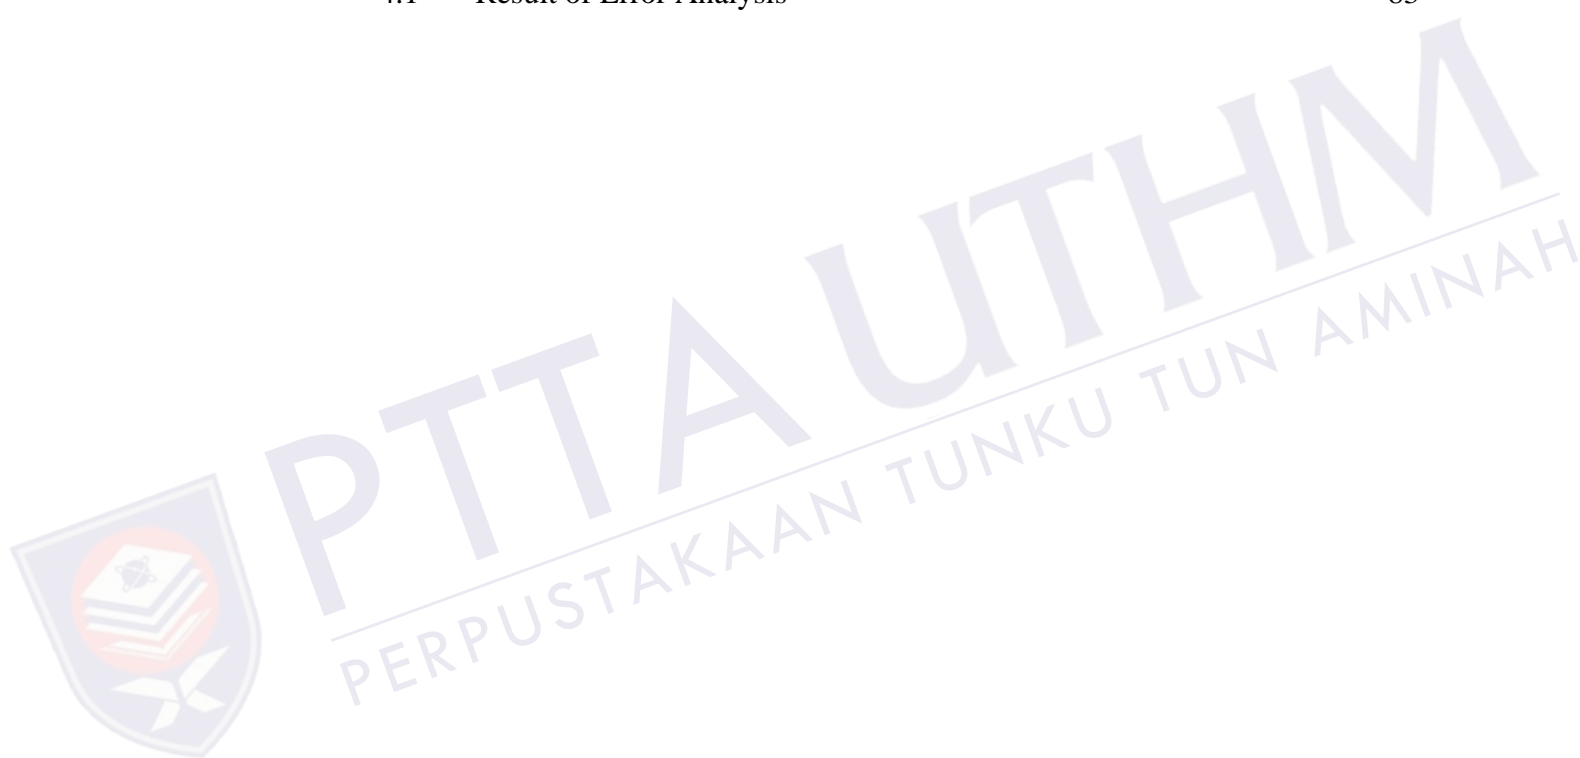 4.1 Result of Error Analysis
PTTA UTHM
PERPUSTAKAAN TUNKU TUN AMINAH